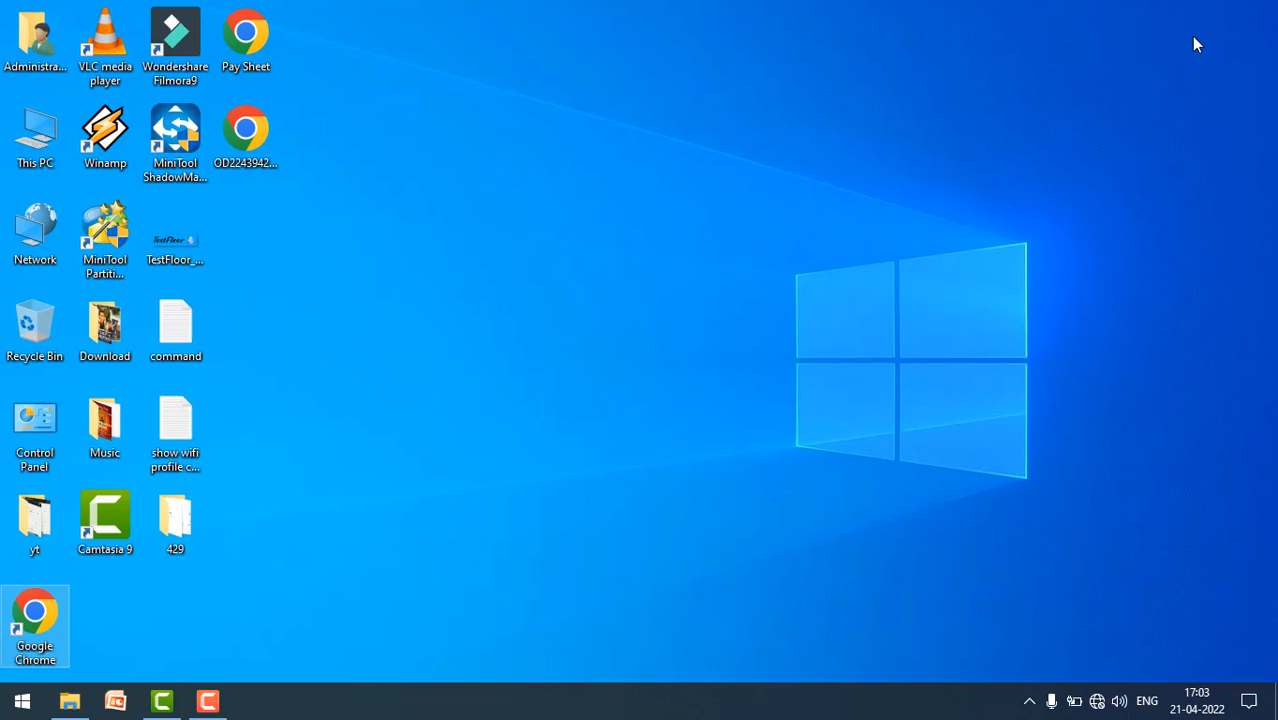 Administra...
VLC media
player
Wondershare
Filmora9
Pay Sheet
This PC
Winamp
MiniTool
ShadowMa...
OD2243942...
Network
MiniTool
Partiti...
TestFloor
TestFloor_...
Recycle Bin
Download
command
Control
Panel
Music
show wifi
profile c...
yt
Camtasia 9
429
Google
Chrome
ENG
17:03
21-04-2022